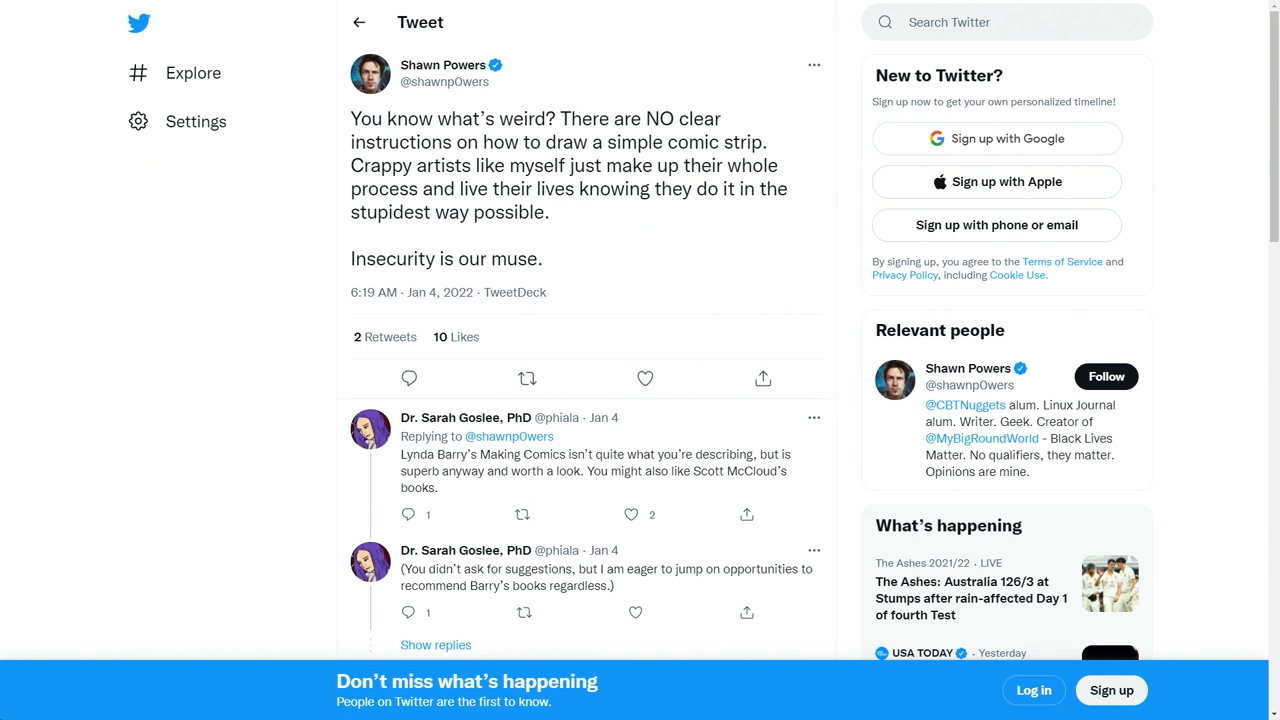 Tweet
Search Twitter
Explore
Settings
Shawn Powers
@shawnp0wers
You know what's weird? There are NO clear
instructions on how to draw a simple comic strip.
Crappy artists like myself just make up their whole
process and live their lives knowing they do it in the
stupidest way possible.
Insecurity is our muse.
6:19 AM · Jan 4, 2022 · TweetDeck
2 Retweets 10 Likes
Dr. Sarah Goslee, PhD @phiala · Jan 4
Replying to @shawnp0wers
Lynda Barry's Making Comics isn't quite what you're describing, but is
superb anyway and worth a look. You might also like Scott McCloud's
books.
1 2
Dr. Sarah Goslee, PhD @phiala · Jan 4
(You didn't ask for suggestions, but I am eager to jump on opportunities to
recommend Barry's books regardless.)
1
Show replies
New to Twitter?
Sign up now to get your own personalized timeline!
Sign up with Google
Sign up with Apple
Sign up with phone or email
By signing up, you agree to the Terms of Service and
Privacy Policy, including Cookie Use.
Relevant people
Shawn Powers
@shawnp0wers
Follow
@CBTNuggets alum. Linux Journal
alum. Writer. Geek. Creator of
@MyBigRoundWorld - Black Lives
Matter. No qualifiers, they matter.
Opinions are mine.
What's happening
The Ashes 2021/22 · LIVE
The Ashes: Australia 126/3 at
Stumps after rain-affected Day 1
of fourth Test
USA TODAY · Yesterday
Don't miss what's happening
People on Twitter are the first to know.
Log in
Sign up